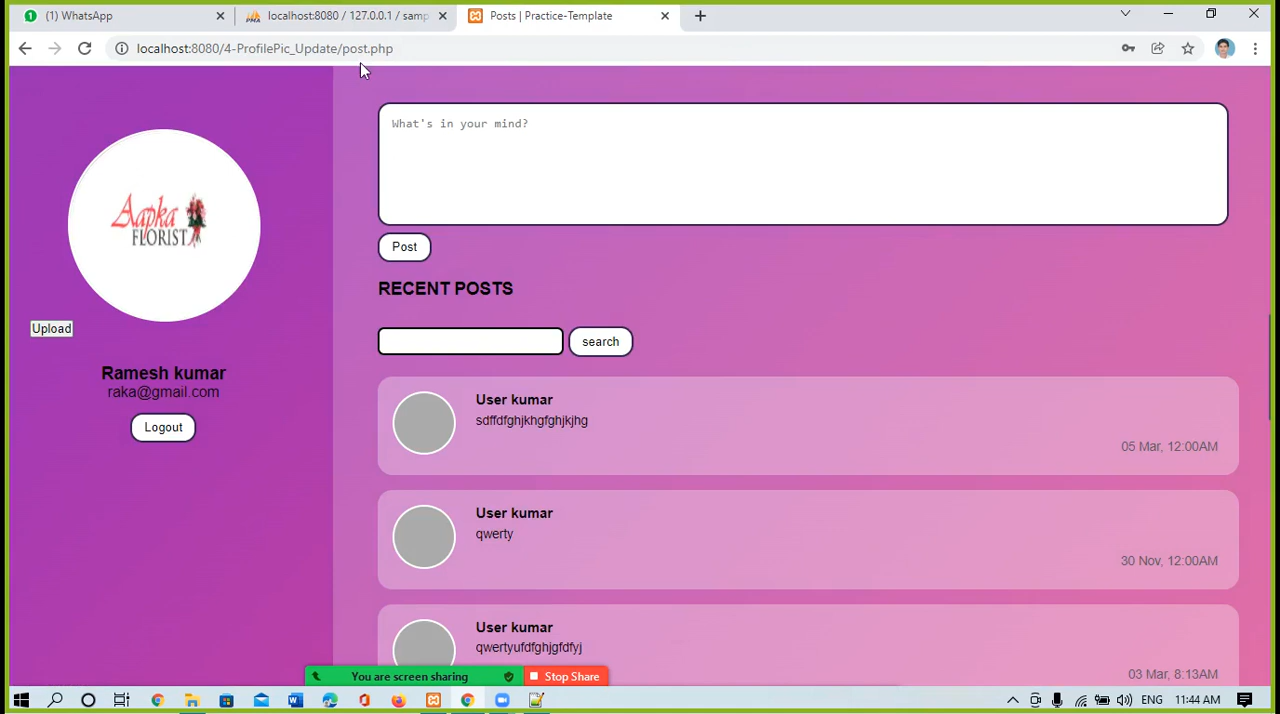 (1) WhatsApp
localhost:8080 / 127.0.0.1 / samp
Posts | Practice-Template
localhost:8080/4-ProfilePic_Update/post.php
What's in your mind?
Aapka
FLORIST
Post
RECENT POSTS
Upload
search
Ramesh kumar
raka@gmail.com
Logout
User kumar
sdffdfghjkhgfghjkjhg
05 Mar, 12:00AM
User kumar
qwerty
30 Nov, 12:00AM
User kumar
qwertyufdfghjgfdfyj
03 Mar, 8:13AM
You are screen sharing
Stop Share
ENG
11:44 AM